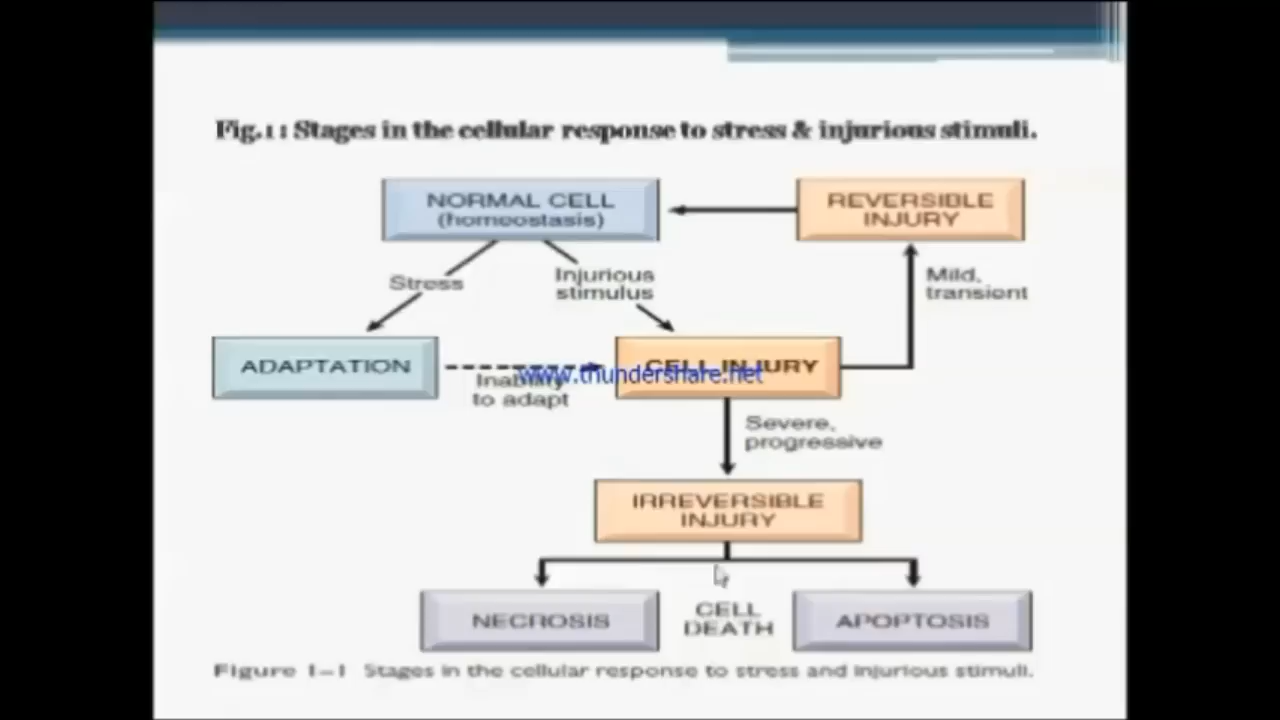 Fig.1: Stages in the cellular response to stress & injurious stimuli.
NORMAL CELL
(homeostasis)
REVERSIBLE
INJURY
Stress
Injurious
stimulus
Mild,
transient
ADAPTATION
CELL INJURY
www.thundershare.net
Inability
to adapt
Severe,
progressive
IRREVERSIBLE
INJURY
NECROSIS
CELL
DEATH
APOPTOSIS
Figure 1-1 Stages in the cellular response to stress and injurious stimuli.